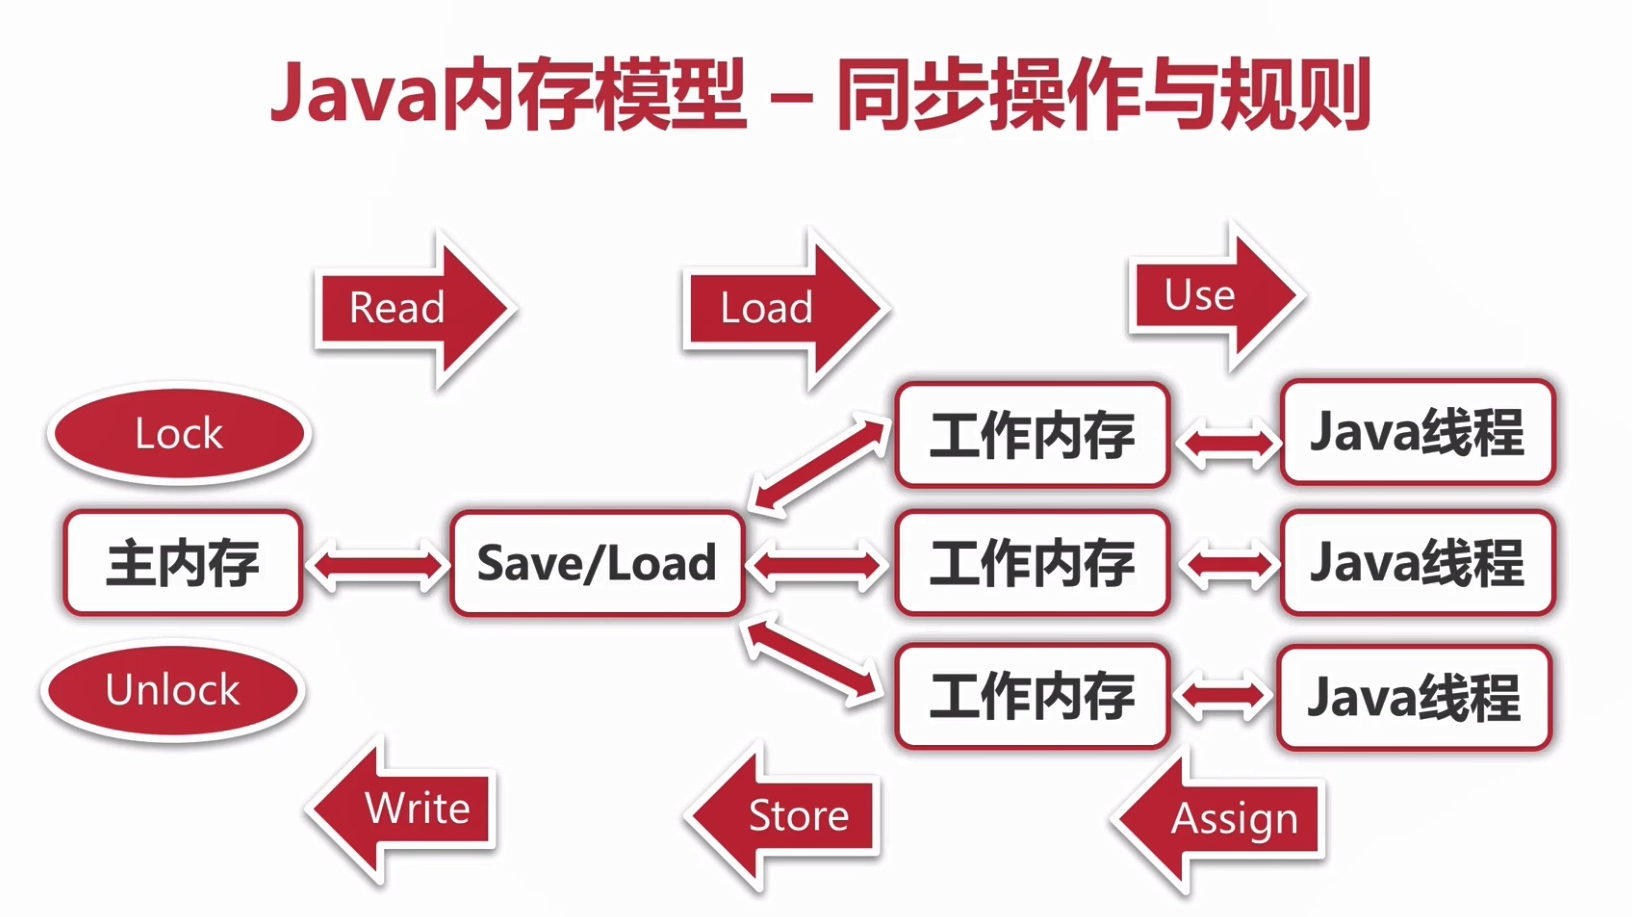 Java内存模型 – 同步操作与规则
Read
Load
Use
Lock
工作内存
Java线程
主内存
Save/Load
工作内存
Java线程
Unlock
工作内存
Java线程
Write
Store
Assign